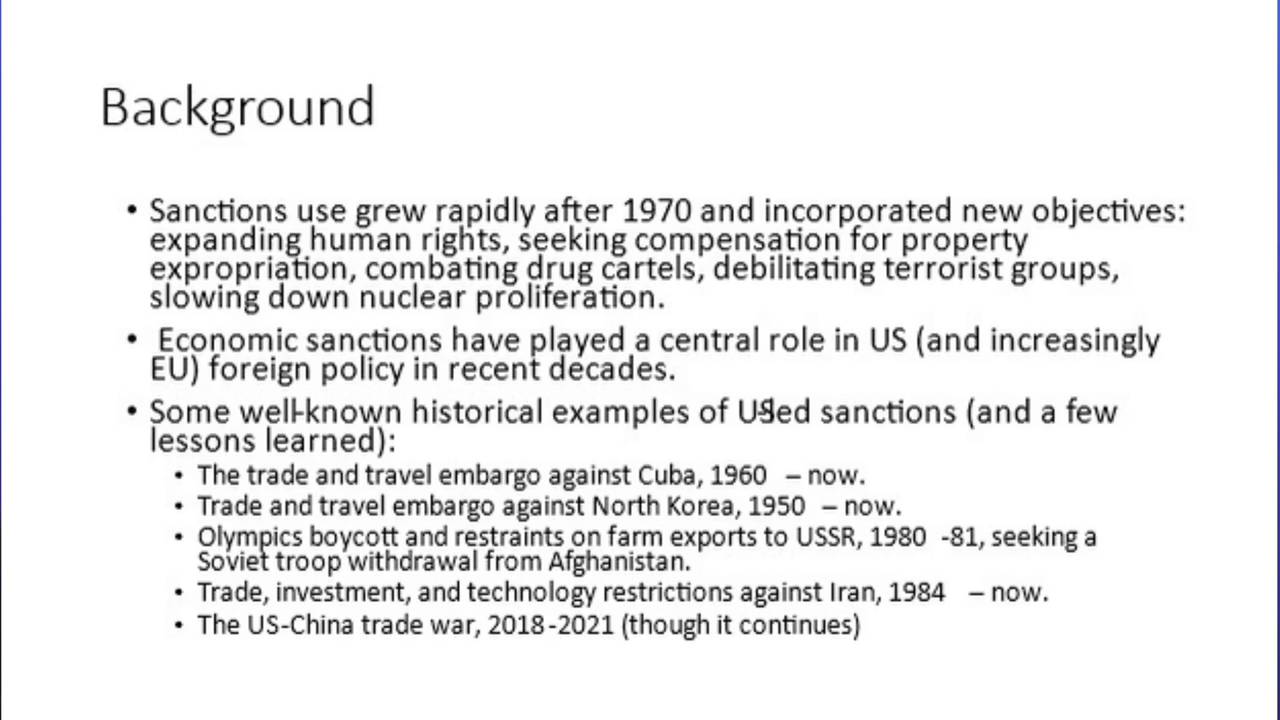 Background
• Sanctions use grew rapidly after 1970 and incorporated new objectives:
expanding human rights, seeking compensation for property
expropriation, combating drug cartels, debilitating terrorist groups,
slowing down nuclear proliferation.
• Economic sanctions have played a central role in US (and increasingly
EU) foreign policy in recent decades.
• Some well-known historical examples of US-led sanctions (and a few
lessons learned):
• The trade and travel embargo against Cuba, 1960 – now.
• Trade and travel embargo against North Korea, 1950 – now.
• Olympics boycott and restraints on farm exports to USSR, 1980 -81, seeking a
Soviet troop withdrawal from Afghanistan.
• Trade, investment, and technology restrictions against Iran, 1984 – now.
• The US-China trade war, 2018-2021 (though it continues)